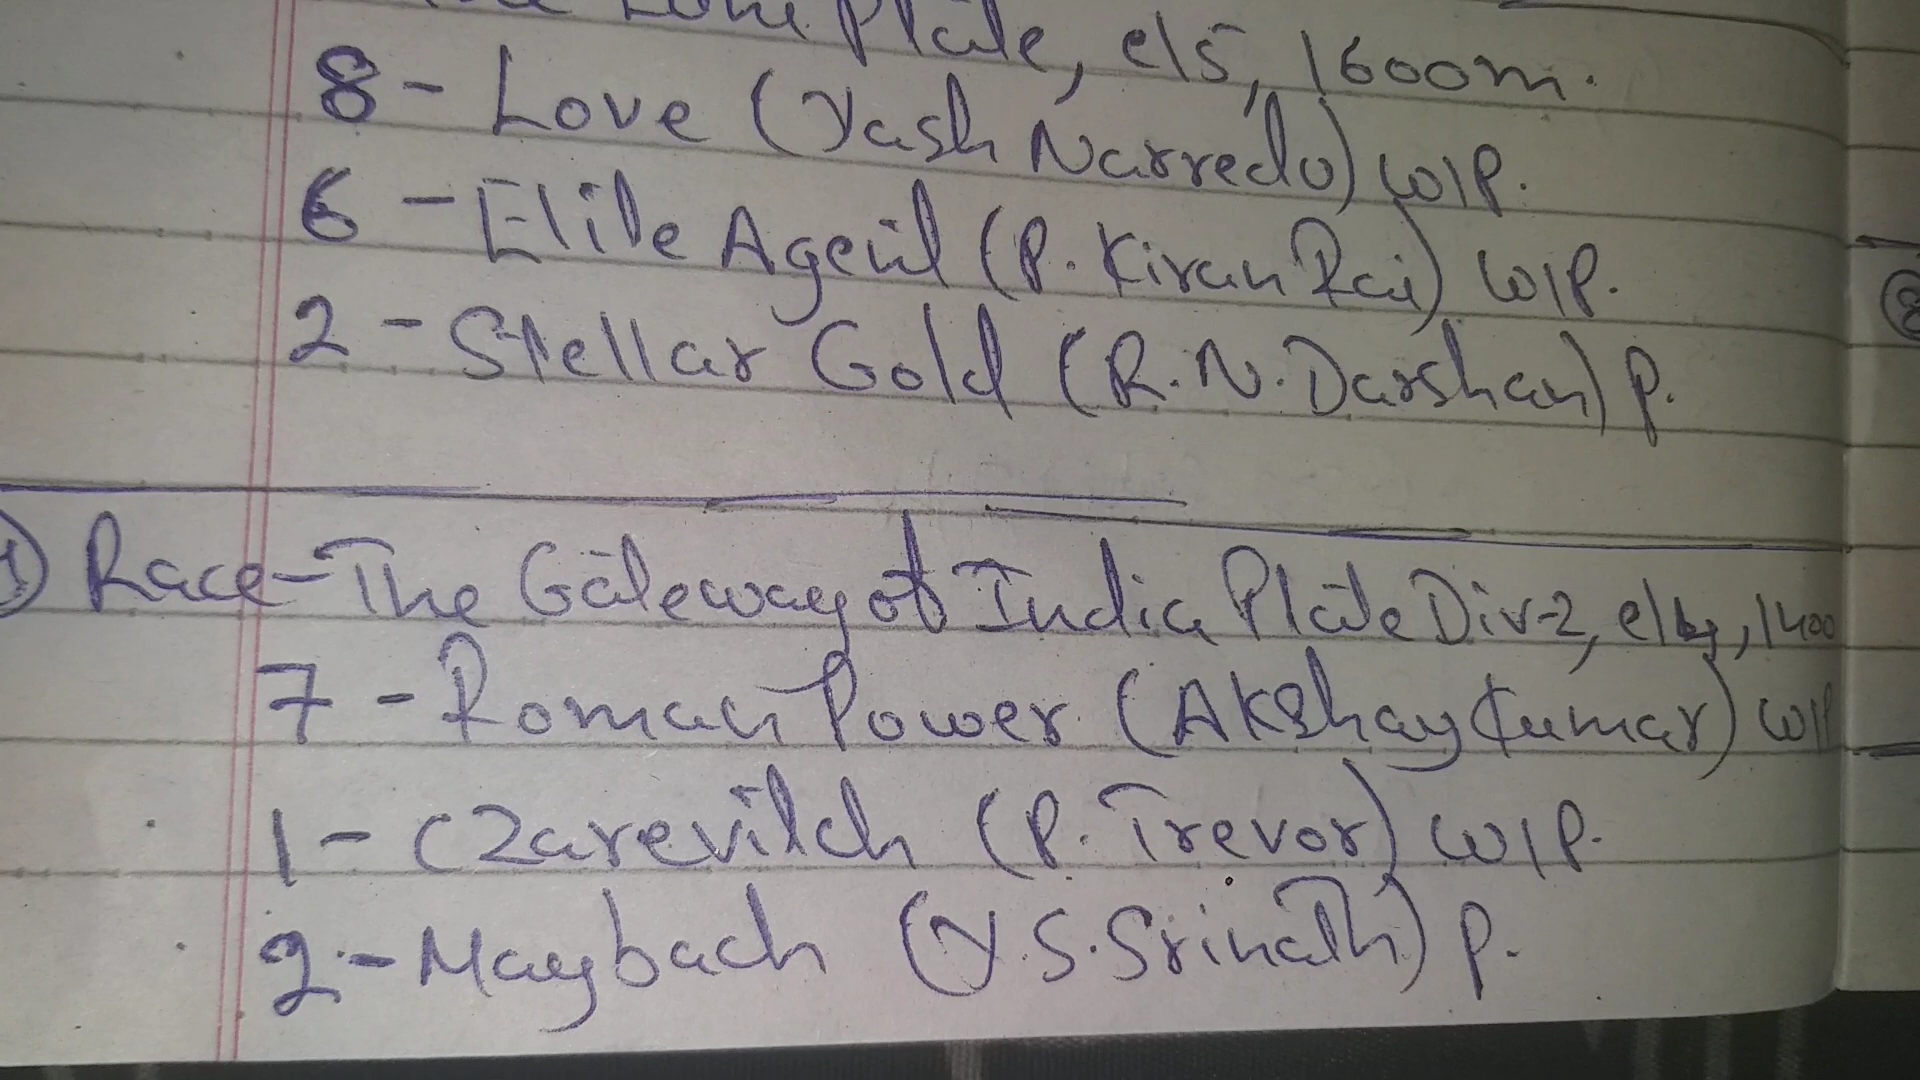 Plate, c/5, 1600m.
8 - Love (Yash Narredu) W/P.
6 - Elite Agent (P. Kiran Rai) W/P.
2 - Stellar Gold (R.N. Darshan) P.
Race - The Gateway of India Plate Div-2, c/4, 1400
7 - Roman Power (Akshay Kumar) W/P
1 - Czarevitch (P. Trevor) W/P.
2 - Maybach (Y.S. Srinath) P.